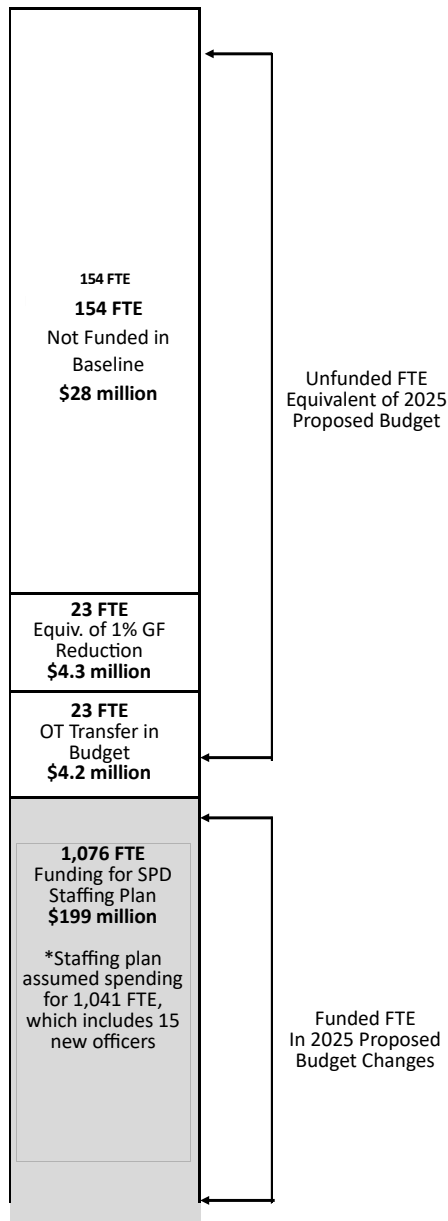 154 FTE
154 FTE
Not Funded in
Baseline
$28 million
Unfunded FTE
Equivalent of 2025
Proposed Budget
23 FTE
Equiv. of 1% GF
Reduction
$4.3 million
23 FTE
OT Transfer in
Budget
$4.2 million
1,076 FTE
Funding for SPD
Staffing Plan
$199 million
*Staffing plan
assumed spending
for 1,041 FTE,
which includes 15
new officers
Funded FTE
In 2025 Proposed
Budget Changes